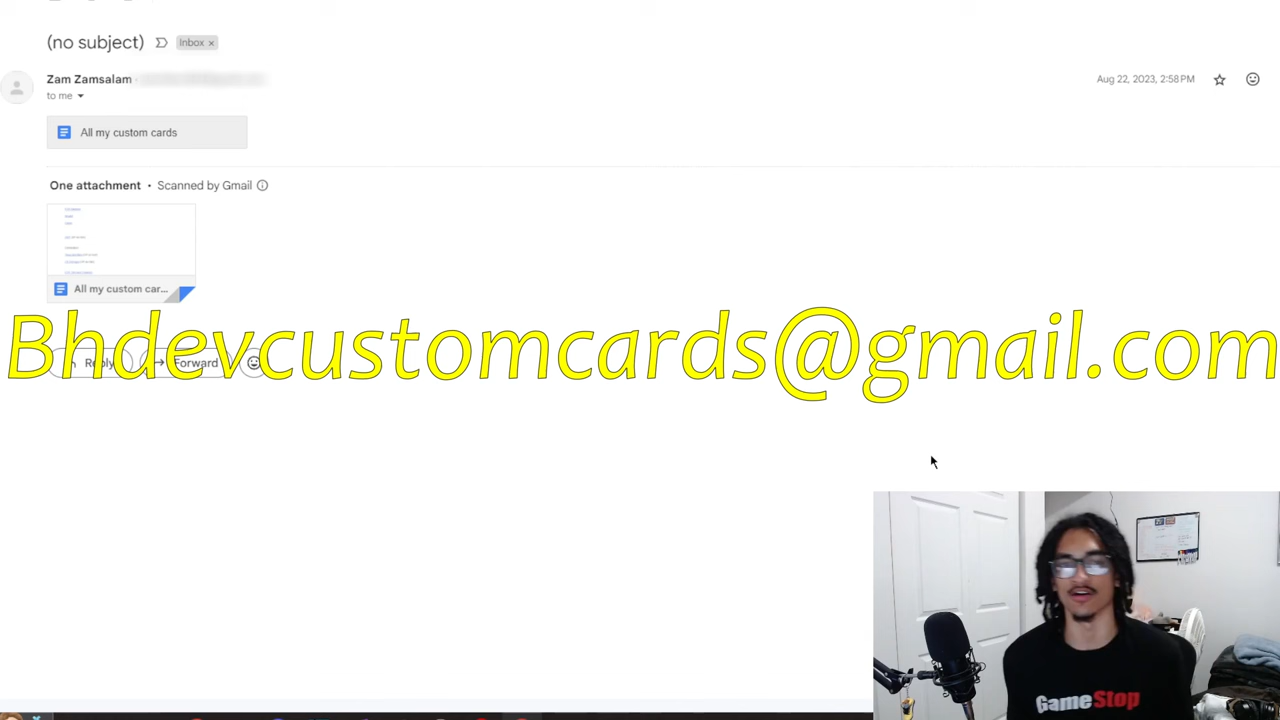 (no subject) Inbox ×
Zam Zamsalam Aug 22, 2023, 2:58 PM
to me
All my custom cards
One attachment • Scanned by Gmail
All my custom car...
Bhdevcustomcards@gmail.com
Reply Forward
GameStop